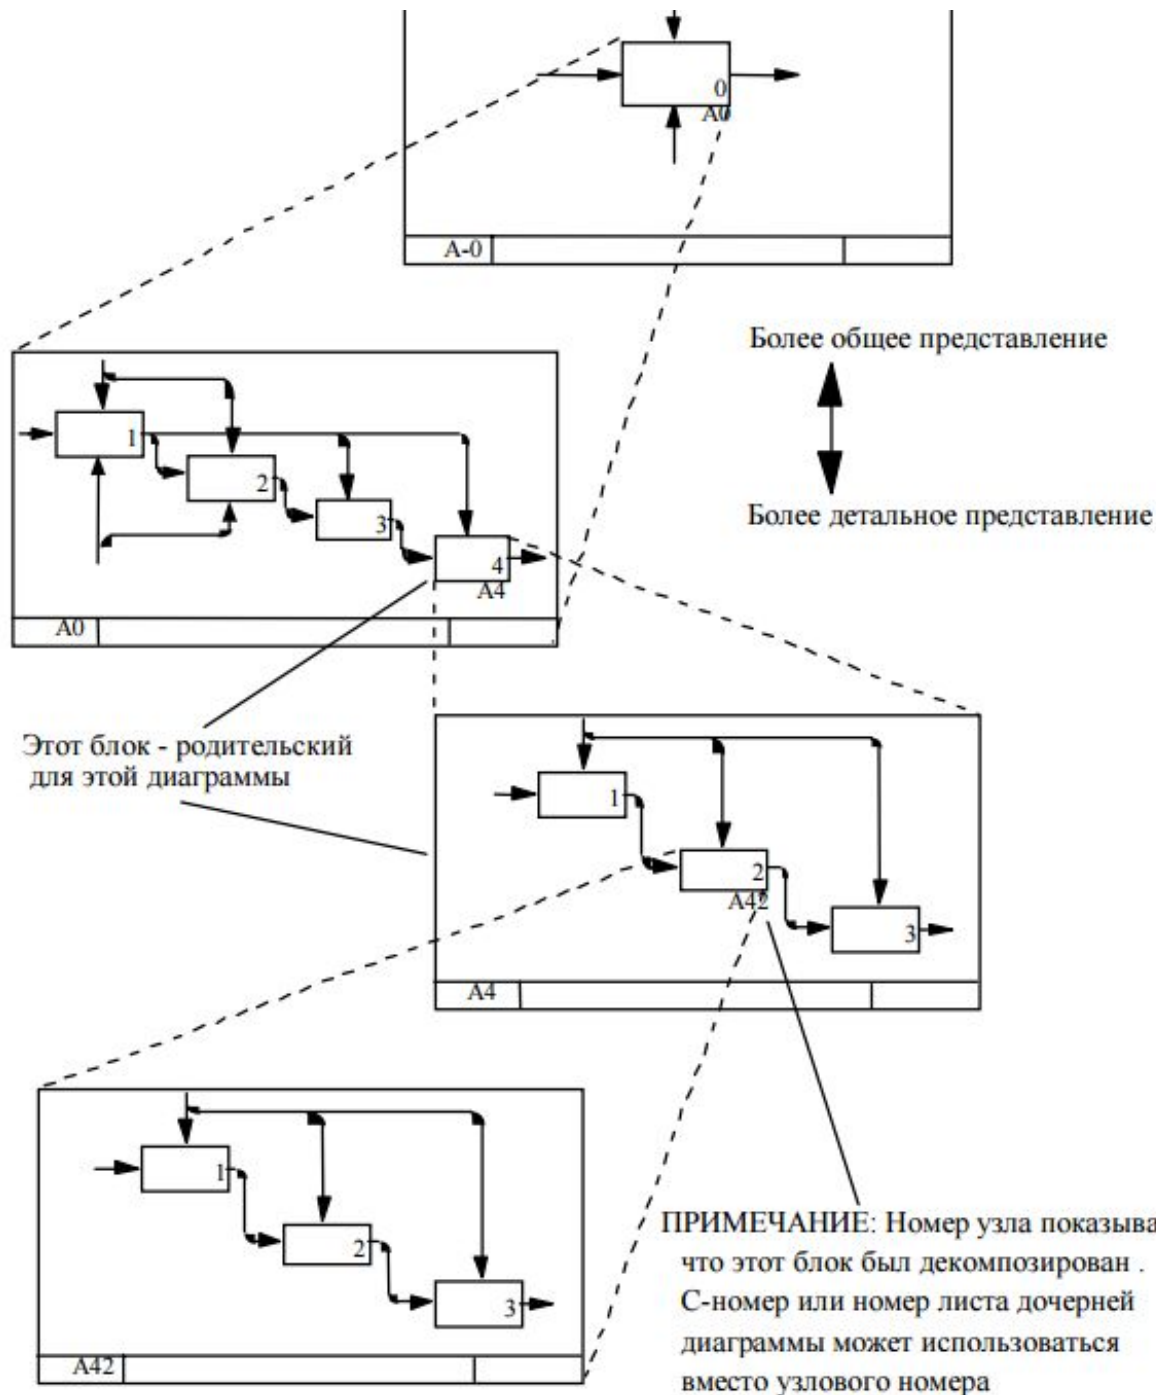 0
A0
A-0
Более общее представление
Более детальное представление
1
2
3
4
A4
A0
Этот блок - родительский
для этой диаграммы
1
2
A42
3
A4
1
2
3
A42
ПРИМЕЧАНИЕ: Номер узла показыва
что этот блок был декомпозирован .
С-номер или номер листа дочерней
диаграммы может использоваться
вместо узлового номера